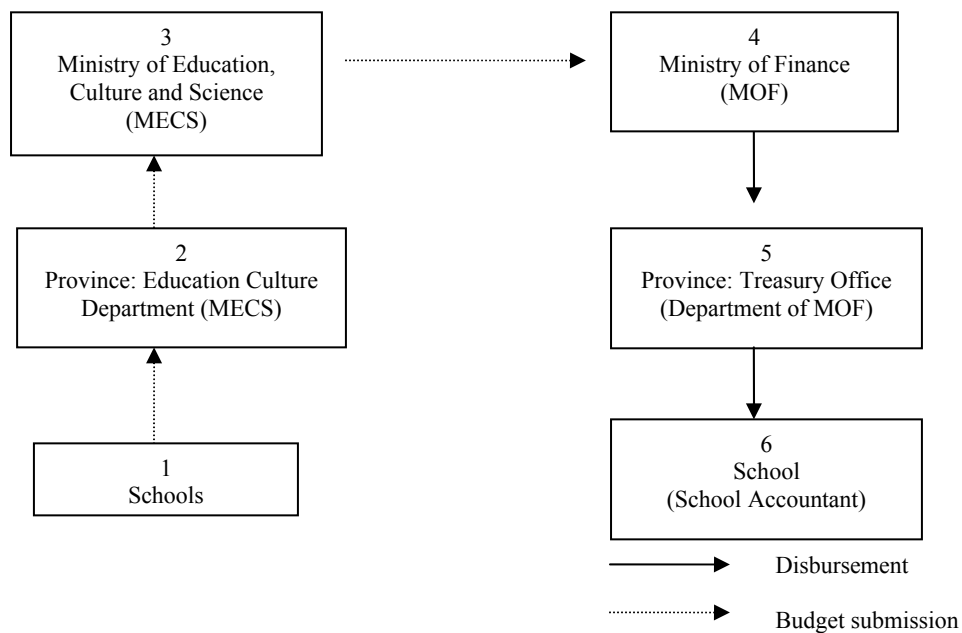 3
Ministry of Education,
Culture and Science
(MECS)
4
Ministry of Finance
(MOF)
2
Province: Education Culture
Department (MECS)
5
Province: Treasury Office
(Department of MOF)
1
Schools
6
School
(School Accountant)
Disbursement
Budget submission